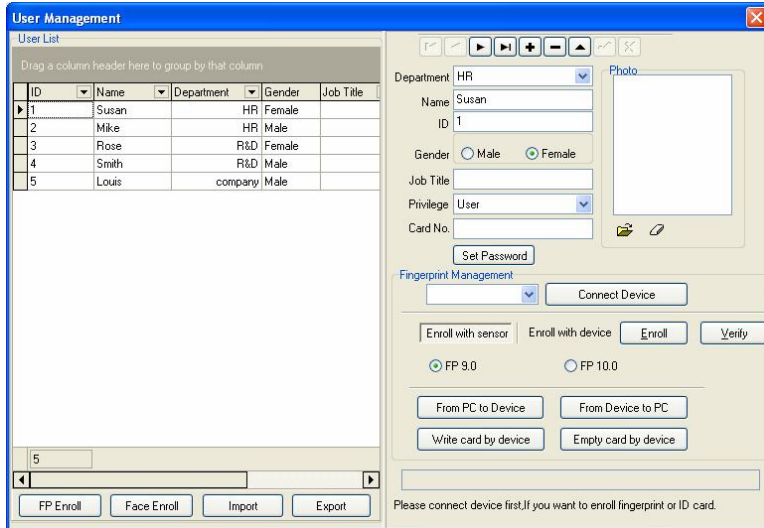 User Management
User List
Drag a column header here to group by that column
ID Name Department Gender Job Title
1 Susan HR Female
2 Mike HR Male
3 Rose R&D Female
4 Smith R&D Male
5 Louis company Male
5
FP Enroll Face Enroll Import Export
Department HR
Photo
Name Susan
ID 1
Gender Male Female
Job Title
Privilege User
Card No.
Set Password
Fingerprint Management
Connect Device
Enroll with sensor Enroll with device Enroll Verify
FP 9.0 FP 10.0
From PC to Device From Device to PC
Write card by device Empty card by device
Please connect device first,If you want to enroll fingerprint or ID card.